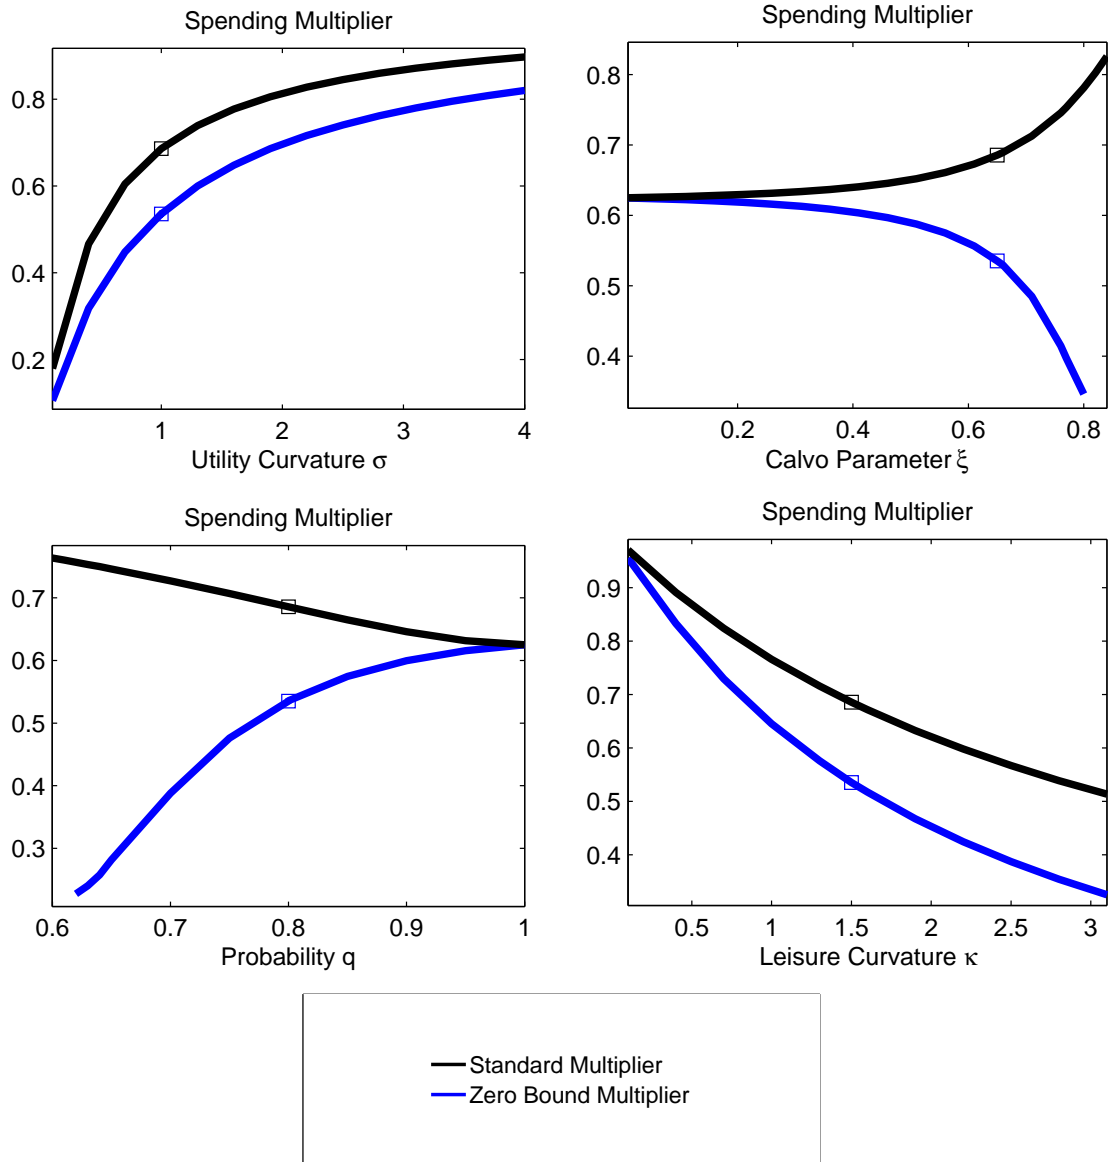 Spending Multiplier
0.8
0.6
0.4
0.2
1 2 3 4
Utility Curvature σ
Spending Multiplier
0.8
0.7
0.6
0.5
0.4
0.2 0.4 0.6 0.8
Calvo Parameter ξ
Spending Multiplier
0.7
0.6
0.5
0.4
0.3
0.6 0.7 0.8 0.9 1
Probability q
Spending Multiplier
0.9
0.8
0.7
0.6
0.5
0.4
0.5 1 1.5 2 2.5 3
Leisure Curvature κ
Standard Multiplier
Zero Bound Multiplier